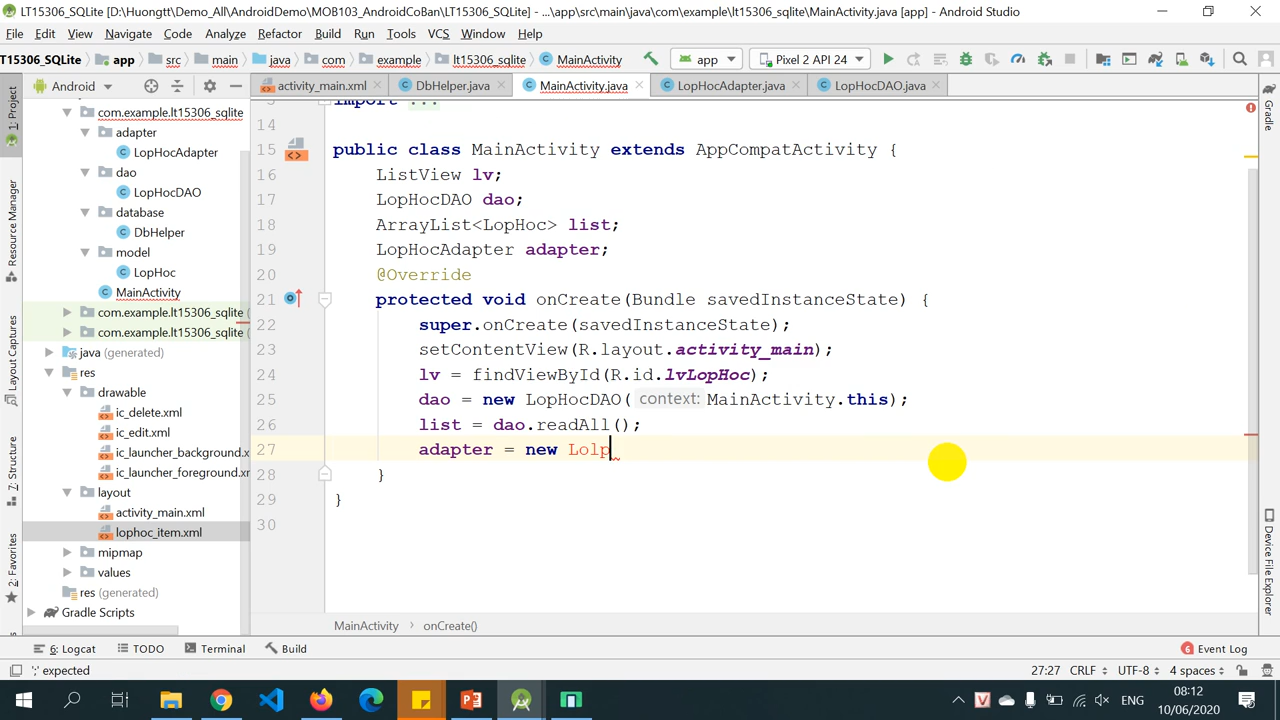 LT15306_SQLite [D:\Huongtt\Demo_All\AndroidDemo\MOB103_AndroidCoBan\LT15306_SQLite] - ...\app\src\main\java\com\example\lt15306_sqlite\MainActivity.java [app] - Android Studio
File Edit View Navigate Code Analyze Refactor Build Run Tools VCS Window Help
T15306_SQLite app src main java com example lt15306_sqlite MainActivity app Pixel 2 API 24
Android activity_main.xml DbHelper.java MainActivity.java LopHocAdapter.java LopHocDAO.java
1: Project
Resource Manager
Layout Captures
7: Structure
2: Favorites
com.example.lt15306_sqlite
adapter
LopHocAdapter
dao
LopHocDAO
database
DbHelper
model
LopHoc
MainActivity
com.example.lt15306_sqlite (
com.example.lt15306_sqlite (
java (generated)
res
drawable
ic_delete.xml
ic_edit.xml
ic_launcher_background.x
ic_launcher_foreground.xm
layout
activity_main.xml
lophoc_item.xml
mipmap
values
res (generated)
Gradle Scripts
import ...
14
15 public class MainActivity extends AppCompatActivity {
16 ListView lv;
17 LopHocDAO dao;
18 ArrayList<LopHoc> list;
19 LopHocAdapter adapter;
20 @Override
21 protected void onCreate(Bundle savedInstanceState) {
22 super.onCreate(savedInstanceState);
23 setContentView(R.layout.activity_main);
24 lv = findViewById(R.id.lvLopHoc);
25 dao = new LopHocDAO( context: MainActivity.this);
26 list = dao.readAll();
27 adapter = new Lolp
28 }
29 }
30
Gradle
Device File Explorer
MainActivity › onCreate()
6: Logcat TODO Terminal Build 6 Event Log
';' expected 27:27 CRLF UTF-8 4 spaces
ENG 08:12
10/06/2020